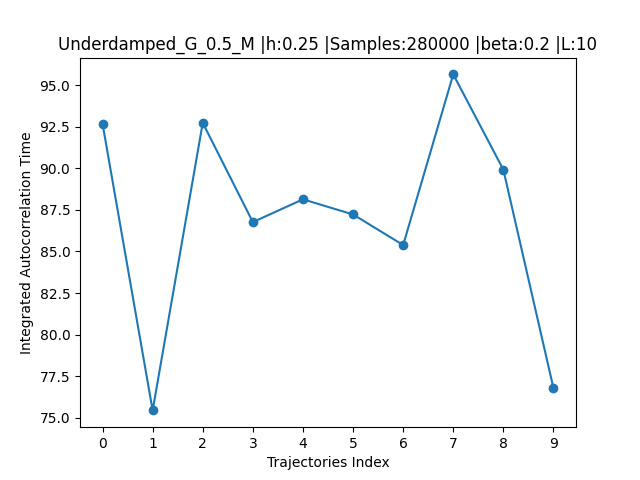 Underdamped_G_0.5_M |h:0.25 |Samples:280000 |beta:0.2 |L:10
Integrated Autocorrelation Time
95.0
92.5
90.0
87.5
85.0
82.5
80.0
77.5
75.0
0 1 2 3 4 5 6 7 8 9
Trajectories Index